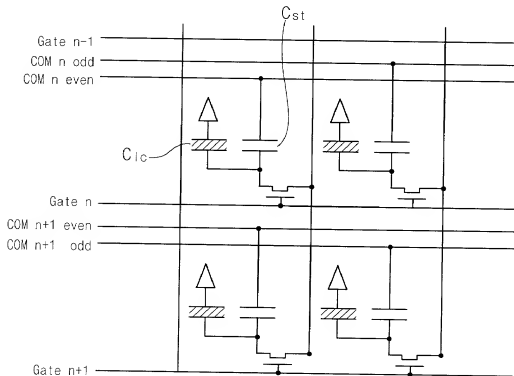 Cst
Gate n-1
COM n odd
COM n even
Clc
Gate n
COM n+1 even
COM n+1 odd
Gate n+1